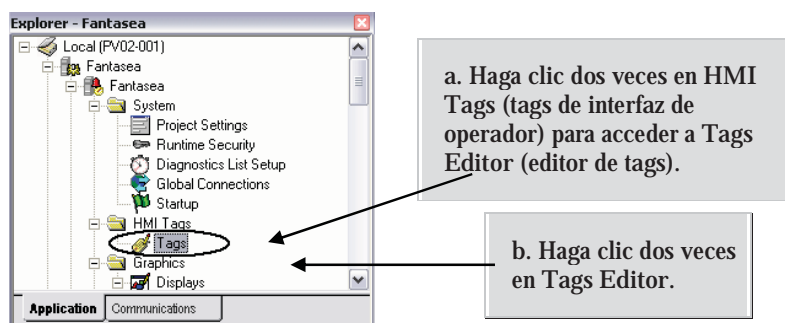 Explorer - Fantasea
Local (PV02-001)
Fantasea
Fantasea
System
Project Settings
Runtime Security
Diagnostics List Setup
Global Connections
Startup
HMI Tags
Tags
Graphics
Displays
Application
Communications
a. Haga clic dos veces en HMI
Tags (tags de interfaz de
operador) para acceder a Tags
Editor (editor de tags).
b. Haga clic dos veces
en Tags Editor.